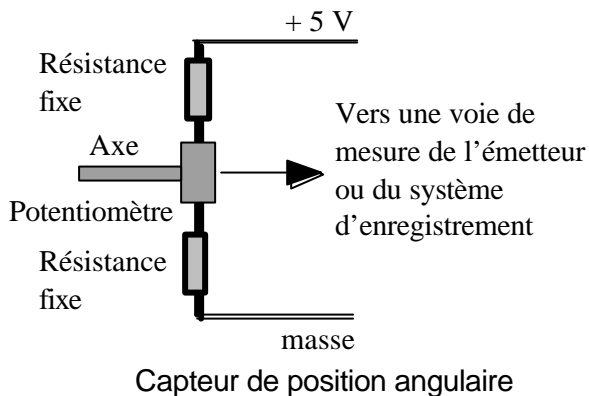 + 5 V
Résistance
fixe
Axe
Potentiomètre
Résistance
fixe
Vers une voie de
mesure de l'émetteur
ou du système
d'enregistrement
masse
Capteur de position angulaire